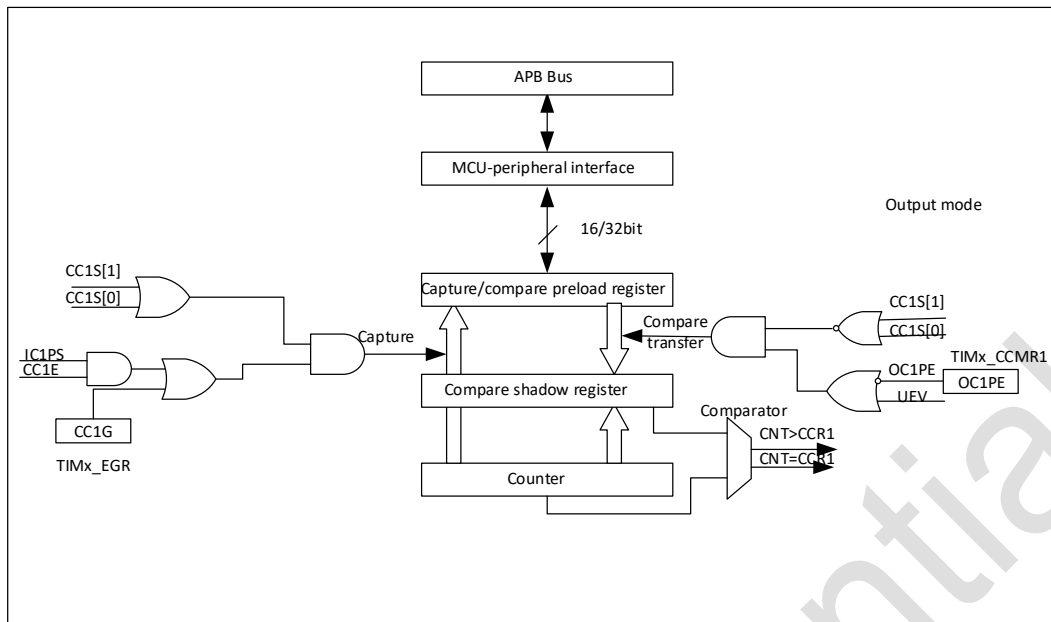 APB Bus
MCU-peripheral interface
16/32bit
Output mode
Capture/compare preload register
CC1S[1]
CC1S[0]
IC1PS
CC1E
CC1G
TIMx_EGR
Capture
Compare
transfer
CC1S[1]
CC1S[0]
TIMx_CCMR1
OC1PE
OC1PE
UEV
Compare shadow register
Comparator
CNT>CCR1
CNT=CCR1
Counter
ntial